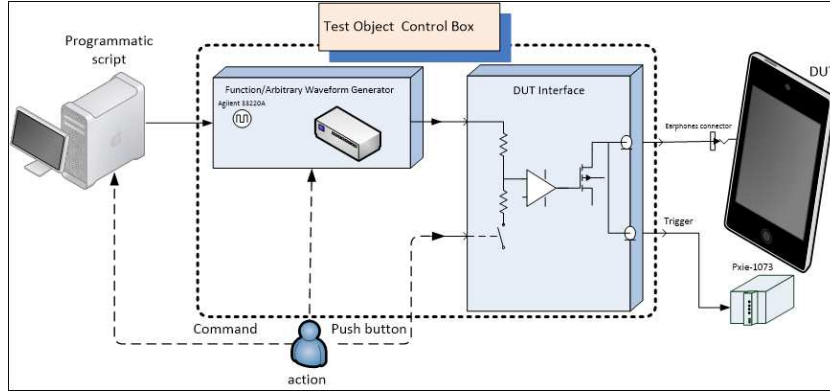 Test Object Control Box
Programmatic
script
Function/Arbitrary Waveform Generator
Agilent 33220A
DUT Interface
DUT
Earphones connector
Trigger
Pxie-1073
Command
Push button
action